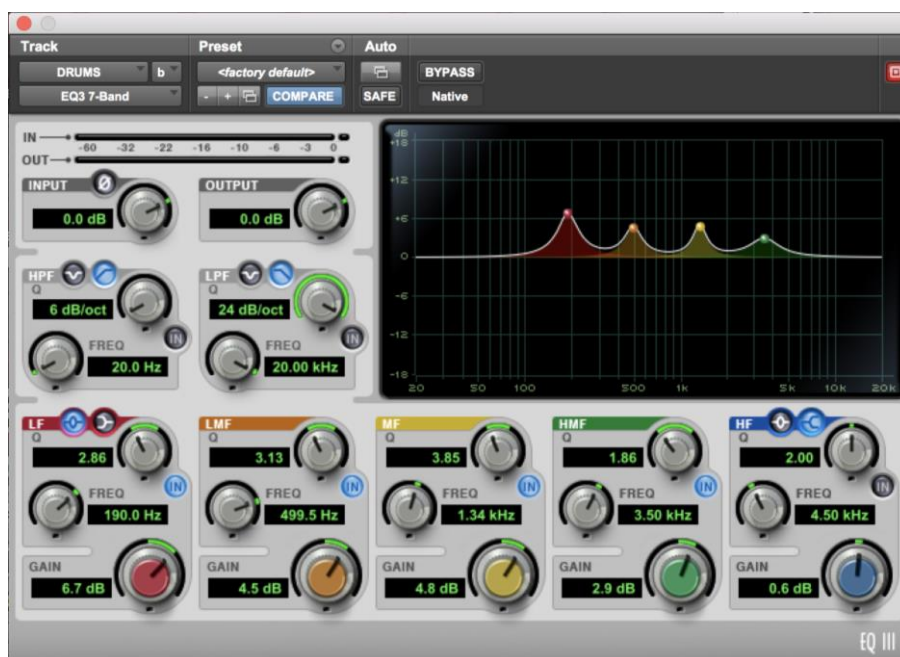 Track Preset Auto
DRUMS b <factory default> BYPASS
EQ3 7-Band - + COMPARE SAFE Native
IN
-60 -32 -22 -16 -10 -6 -3 0
OUT
INPUT Ø OUTPUT
0.0 dB 0.0 dB
HPF LPF
Q Q
6 dB/oct 24 dB/oct
IN IN
FREQ FREQ
20.0 Hz 20.00 kHz
dB
+18
+12
+6
0
-6
-12
-18
20 50 100 500 1k 5k 10k 20k
LF LMF MF HMF HF
Q Q Q Q Q
2.86 3.13 3.85 1.86 2.00
IN IN IN IN IN
FREQ FREQ FREQ FREQ FREQ
190.0 Hz 499.5 Hz 1.34 kHz 3.50 kHz 4.50 kHz
GAIN GAIN GAIN GAIN GAIN
6.7 dB 4.5 dB 4.8 dB 2.9 dB 0.6 dB
EQ III